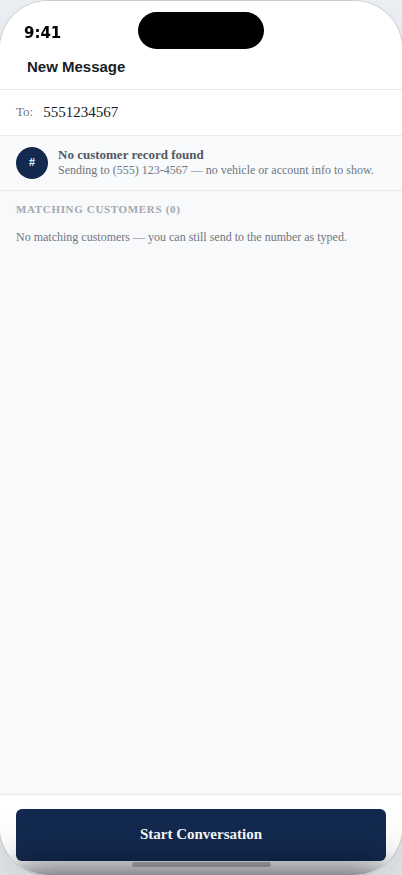 9:41
New Message
To: 5551234567
#
No customer record found
Sending to (555) 123-4567 — no vehicle or account info to show.
MATCHING CUSTOMERS (0)
No matching customers — you can still send to the number as typed.
Start Conversation